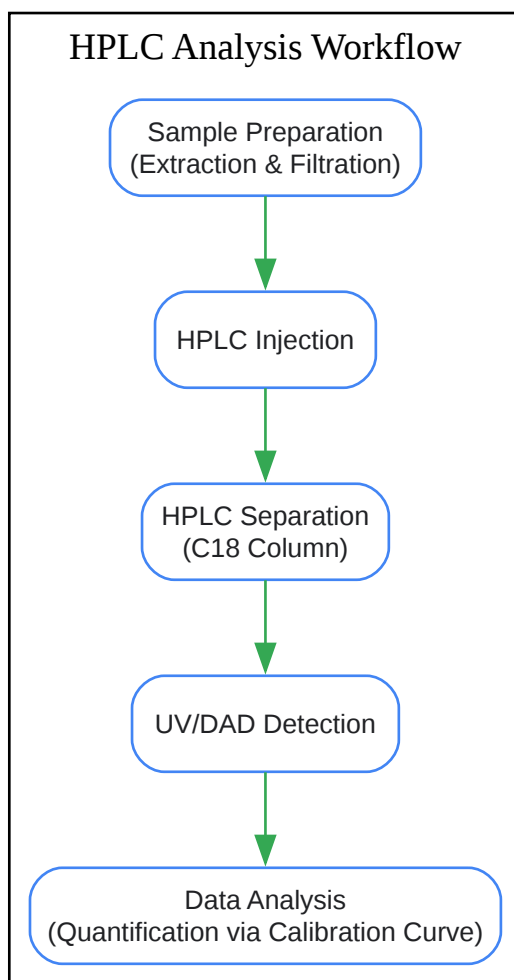 HPLC Analysis Workflow
Sample Preparation
(Extraction & Filtration)
HPLC Injection
HPLC Separation
(C18 Column)
UV/DAD Detection
Data Analysis
(Quantification via Calibration Curve)